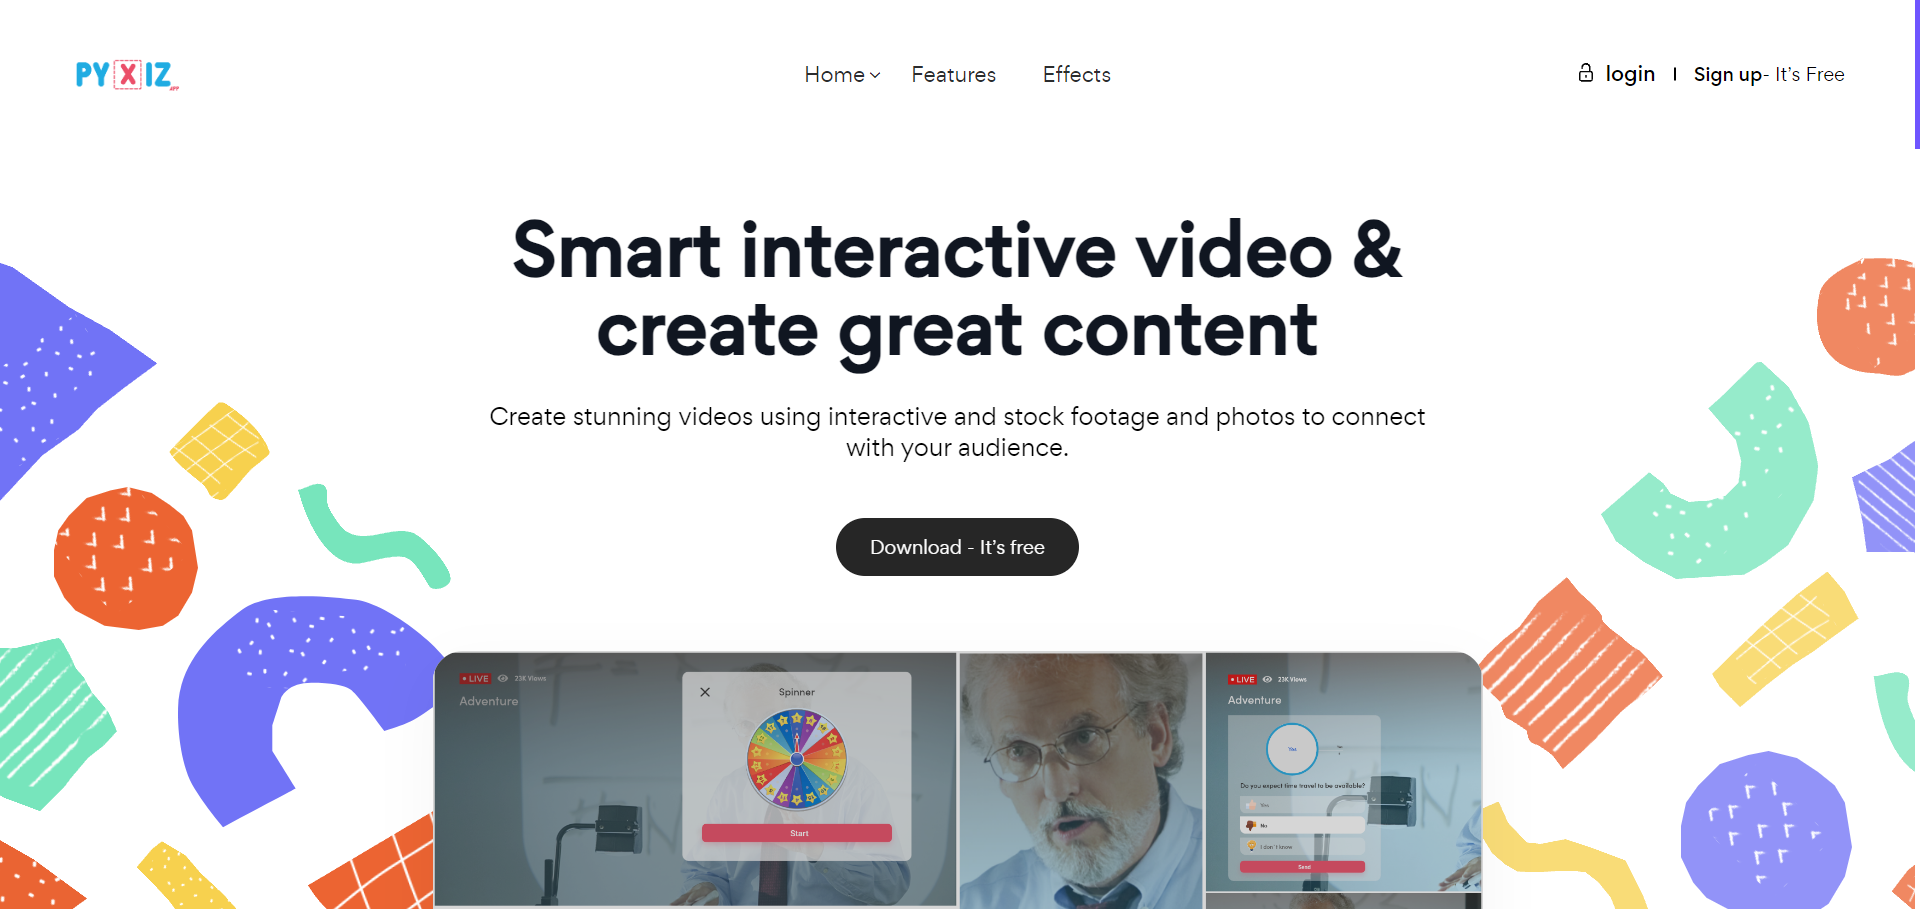 PYXIZ
APP
Home
Features
Effects
login
Sign up- It's Free
Smart interactive video &
create great content
Create stunning videos using interactive and stock footage and photos to connect
with your audience.
Download - It's free
LIVE 23K Views
Adventure
Spinner
Start
LIVE 23K Views
Adventure
Yes
Do you expect time travel to be available?
Yes
No
I don't know
Send